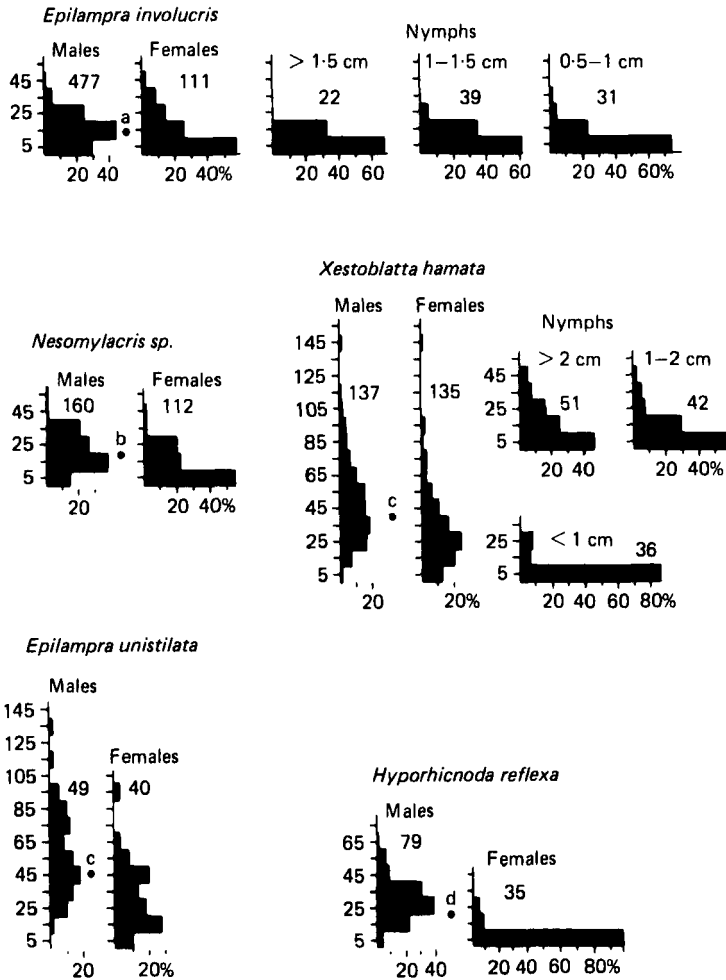 Epilampra involucris
Nymphs
Males Females > 1·5 cm 1–1·5 cm 0·5–1 cm
45
477 111 22 39 31
25
a
5
20 40 20 40% 20 40 60 20 40 60 20 40 60%
Xestoblatta hamata
Males Females
Nymphs
145
> 2 cm 1–2 cm
125
45
137 135 51 42
105
25
85
5
65
20 40 20 40%
45
c
25
< 1 cm
36
25
5
5
20 20% 20 40 60 80%
Nesomylacris sp.
Males Females
45
160 112
b
25
5
20 20 40%
Epilampra unistilata
Males
145
125
Females
105
49 40
85
65
c
45
25
5
20 20%
Hyporhicnoda reflexa
Males
65
79
Females
45
35
25
d
5
20 40 20 40 60 80%